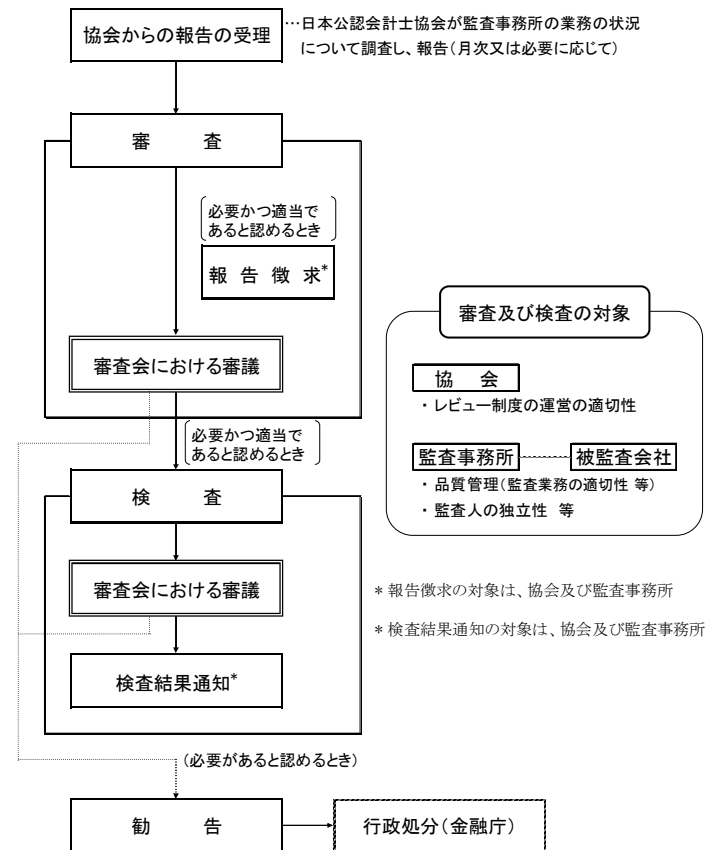 協会からの報告の受理
…日本公認会計士協会が監査事務所の業務の状況
について調査し、報告(月次又は必要に応じて)
審　査
必要かつ適当で
あると認めるとき
報 告 徴 求*
審査会における審議
必要かつ適当で
あると認めるとき
検　査
審査会における審議
検査結果通知*
(必要があると認めるとき)
勧　告
行政処分(金融庁)
審査及び検査の対象
協　会
・レビュー制度の運営の適切性
監査事務所
被監査会社
・品質管理(監査業務の適切性 等)
・監査人の独立性 等
＊報告徴求の対象は、協会及び監査事務所
＊検査結果通知の対象は、協会及び監査事務所